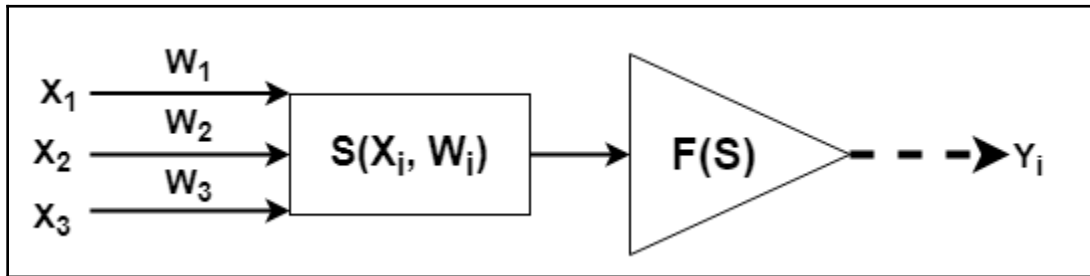 W₁
X₁
W₂
X₂
W₃
X₃
S(Xᵢ, Wᵢ)
F(S)
Yᵢ